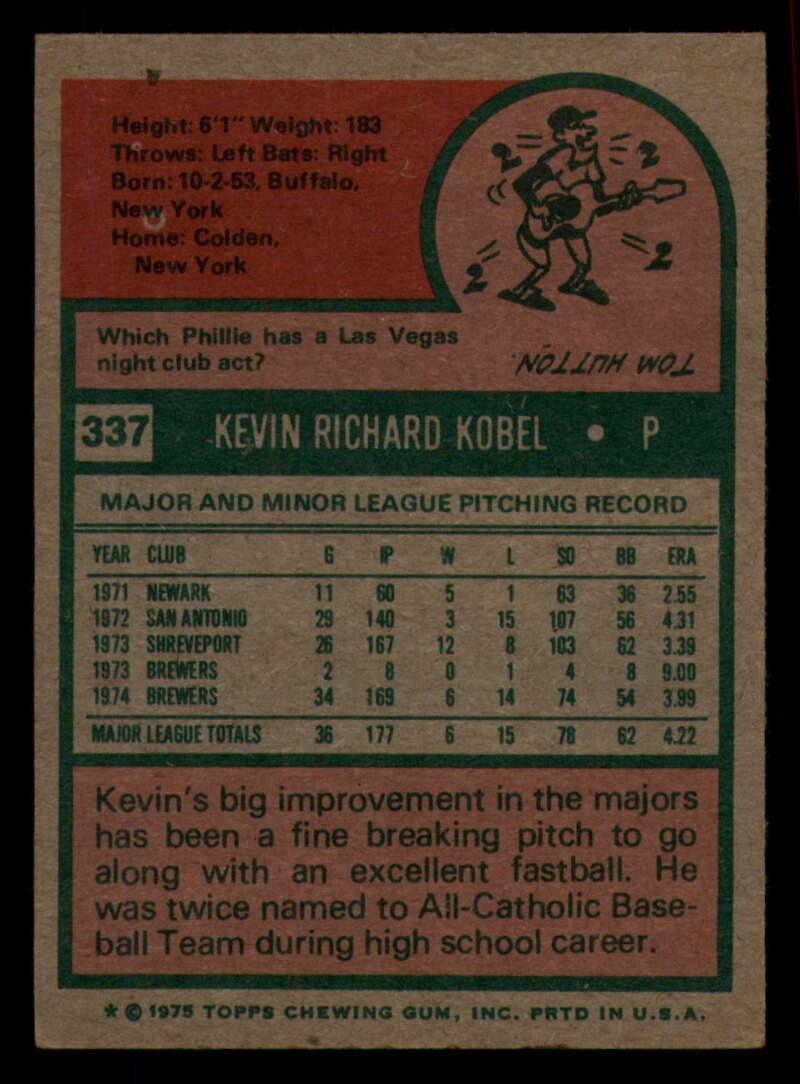 Height: 6'1" Weight: 183
Throws: Left Bats: Right
Born: 10-2-53, Buffalo,
New York
Home: Colden,
New York
2 2
2 2
Which Phillie has a Las Vegas
night club act?
TOM HUTTON.
337 KEVIN RICHARD KOBEL • P
MAJOR AND MINOR LEAGUE PITCHING RECORD
YEAR CLUB G IP W L SO BB ERA
1971 NEWARK 11 60 5 1 63 36 2.55
1972 SAN ANTONIO 29 140 3 15 107 56 4.31
1973 SHREVEPORT 26 167 12 8 103 62 3.39
1973 BREWERS 2 8 0 1 4 8 9.00
1974 BREWERS 34 169 6 14 74 54 3.99
MAJOR LEAGUE TOTALS 36 177 6 15 78 62 4.22
Kevin's big improvement in the majors
has been a fine breaking pitch to go
along with an excellent fastball. He
was twice named to All-Catholic Base-
ball Team during high school career.
* © 1975 TOPPS CHEWING GUM, INC. PRTD IN U.S.A.